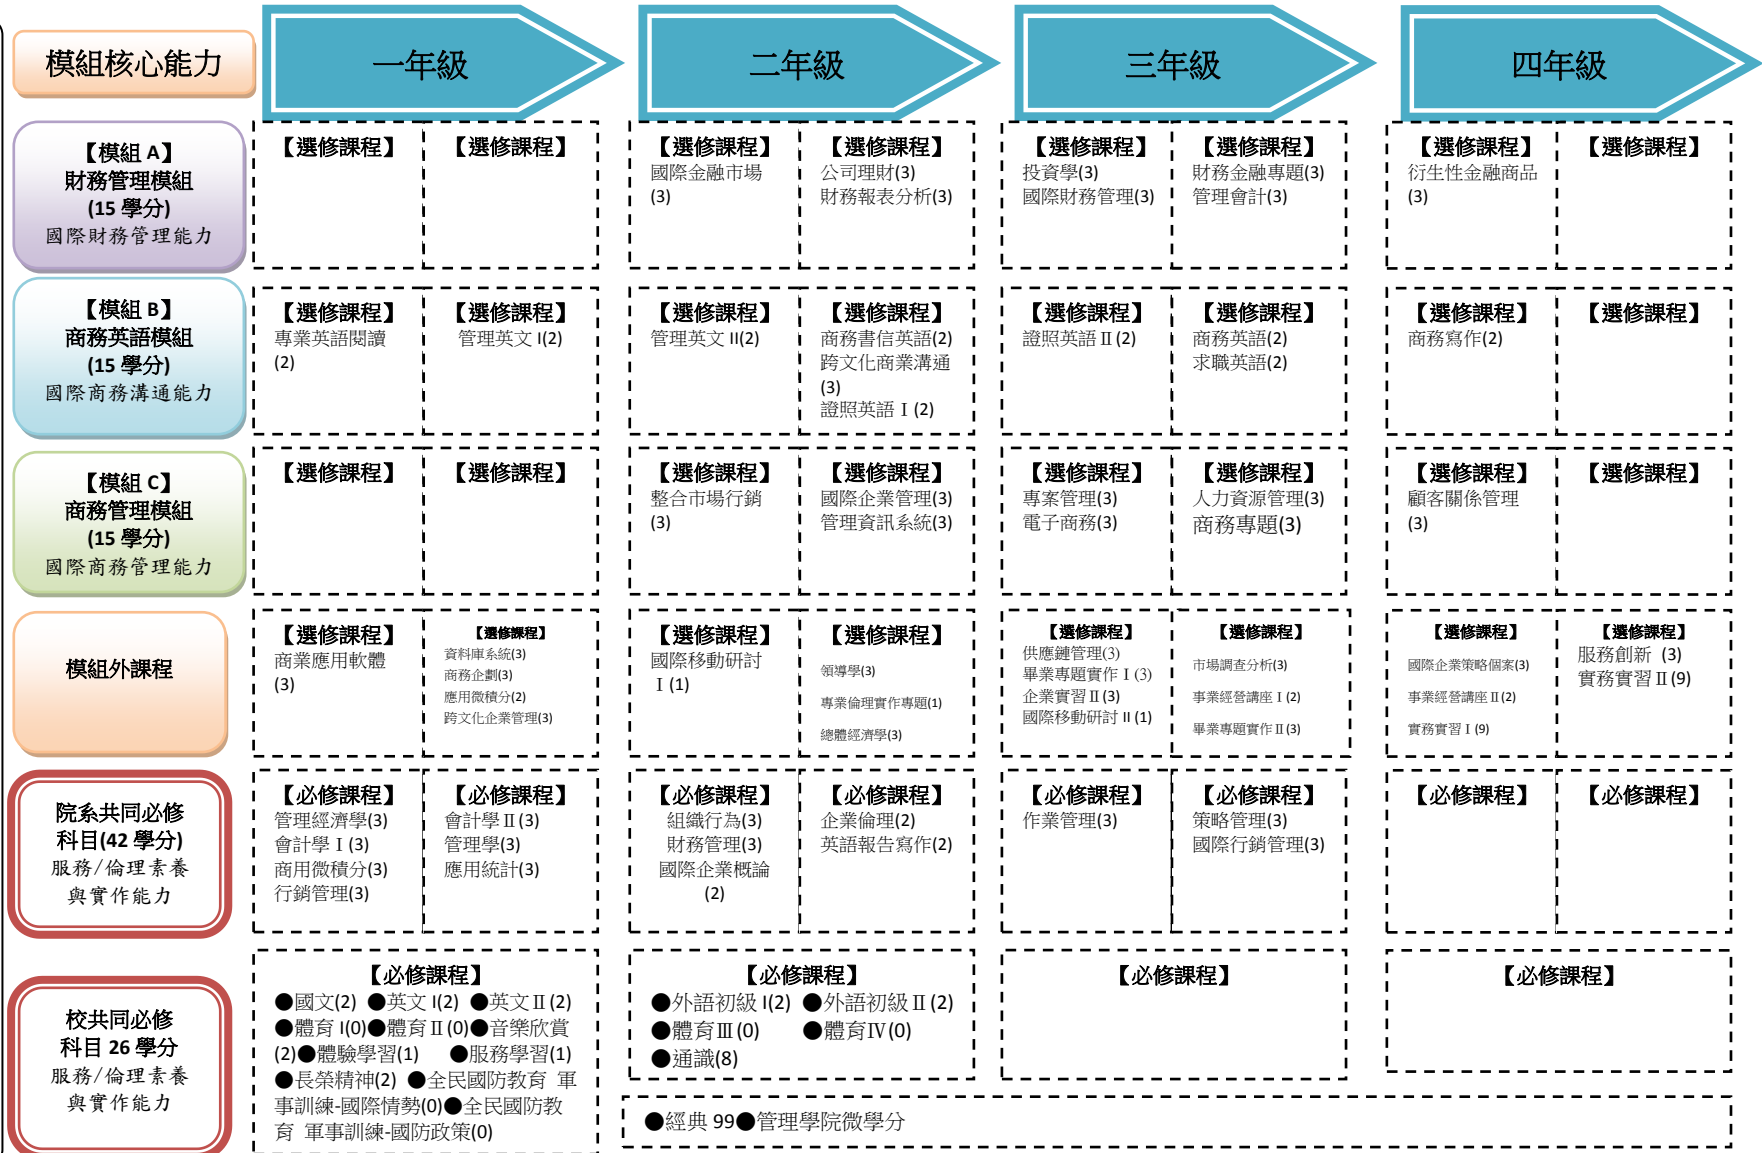 模組核心能力
一年級
二年級
三年級
四年級
【模組 A】
財務管理模組
(15 學分)
國際財務管理能力
【選修課程】
【選修課程】
【選修課程】
國際金融市場
(3)
【選修課程】
公司理財(3)
財務報表分析(3)
【選修課程】
投資學(3)
國際財務管理(3)
【選修課程】
財務金融專題(3)
管理會計(3)
【選修課程】
衍生性金融商品
(3)
【選修課程】
【模組 B】
商務英語模組
(15 學分)
國際商務溝通能力
【選修課程】
專業英語閱讀
(2)
【選修課程】
管理英文 I(2)
【選修課程】
管理英文 II(2)
【選修課程】
商務書信英語(2)
跨文化商業溝通
(3)
證照英語 I (2)
【選修課程】
證照英語 II (2)
【選修課程】
商務英語(2)
求職英語(2)
【選修課程】
商務寫作(2)
【選修課程】
【模組 C】
商務管理模組
(15 學分)
國際商務管理能力
【選修課程】
【選修課程】
【選修課程】
整合市場行銷
(3)
【選修課程】
國際企業管理(3)
管理資訊系統(3)
【選修課程】
專案管理(3)
電子商務(3)
【選修課程】
人力資源管理(3)
商務專題(3)
【選修課程】
顧客關係管理
(3)
【選修課程】
模組外課程
【選修課程】
商業應用軟體
(3)
【選修課程】
資料庫系統(3)
商務企劃(3)
應用微積分(2)
跨文化企業管理(3)
【選修課程】
國際移動研討
I (1)
【選修課程】
領導學(3)
專業倫理實作專題(1)
總體經濟學(3)
【選修課程】
供應鏈管理(3)
畢業專題實作 I (3)
企業實習 II (3)
國際移動研討 II (1)
【選修課程】
市場調查分析(3)
事業經營講座 I (2)
畢業專題實作 II (3)
【選修課程】
國際企業策略個案(3)
事業經營講座 II (2)
實務實習 I (9)
【選修課程】
服務創新 (3)
實務實習 II (9)
院系共同必修
科目(42 學分)
服務/倫理素養
與實作能力
【必修課程】
管理經濟學(3)
會計學 I (3)
商用微積分(3)
行銷管理(3)
【必修課程】
會計學 II (3)
管理學(3)
應用統計(3)
【必修課程】
組織行為(3)
財務管理(3)
國際企業概論
(2)
【必修課程】
企業倫理(2)
英語報告寫作(2)
【必修課程】
作業管理(3)
【必修課程】
策略管理(3)
國際行銷管理(3)
【必修課程】
【必修課程】
校共同必修
科目 26 學分
服務/倫理素養
與實作能力
【必修課程】
●國文(2) ●英文 I(2) ●英文 II (2)
●體育 I(0)●體育 II (0)●音樂欣賞
(2)●體驗學習(1) ●服務學習(1)
●長榮精神(2) ●全民國防教育 軍
事訓練-國際情勢(0)●全民國防教
育 軍事訓練-國防政策(0)
【必修課程】
●外語初級 I(2) ●外語初級 II (2)
●體育III(0) ●體育IV(0)
●通識(8)
【必修課程】
【必修課程】
●經典 99●管理學院微學分